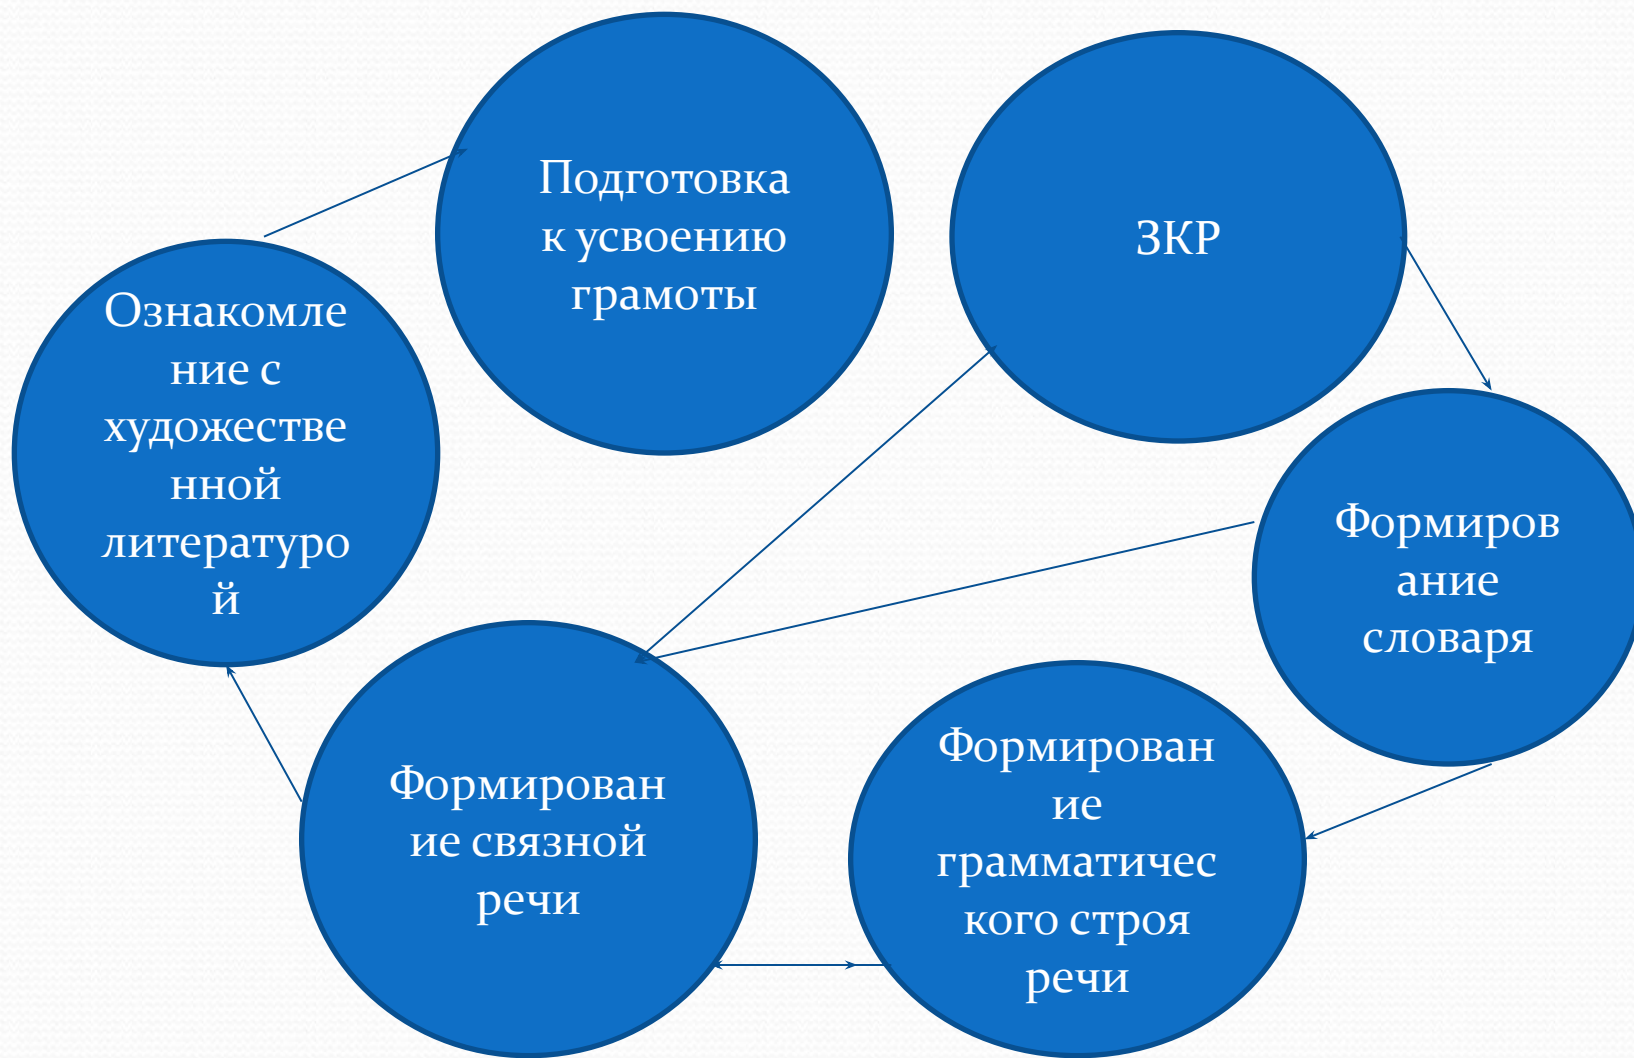 Подготовка
к усвоению
грамоты
ЗКР
Ознакомле
ние с
художестве
нной
литературо
й
Формиров
ание
словаря
Формирован
ие связной
речи
Формирован
ие
грамматичес
кого строя
речи